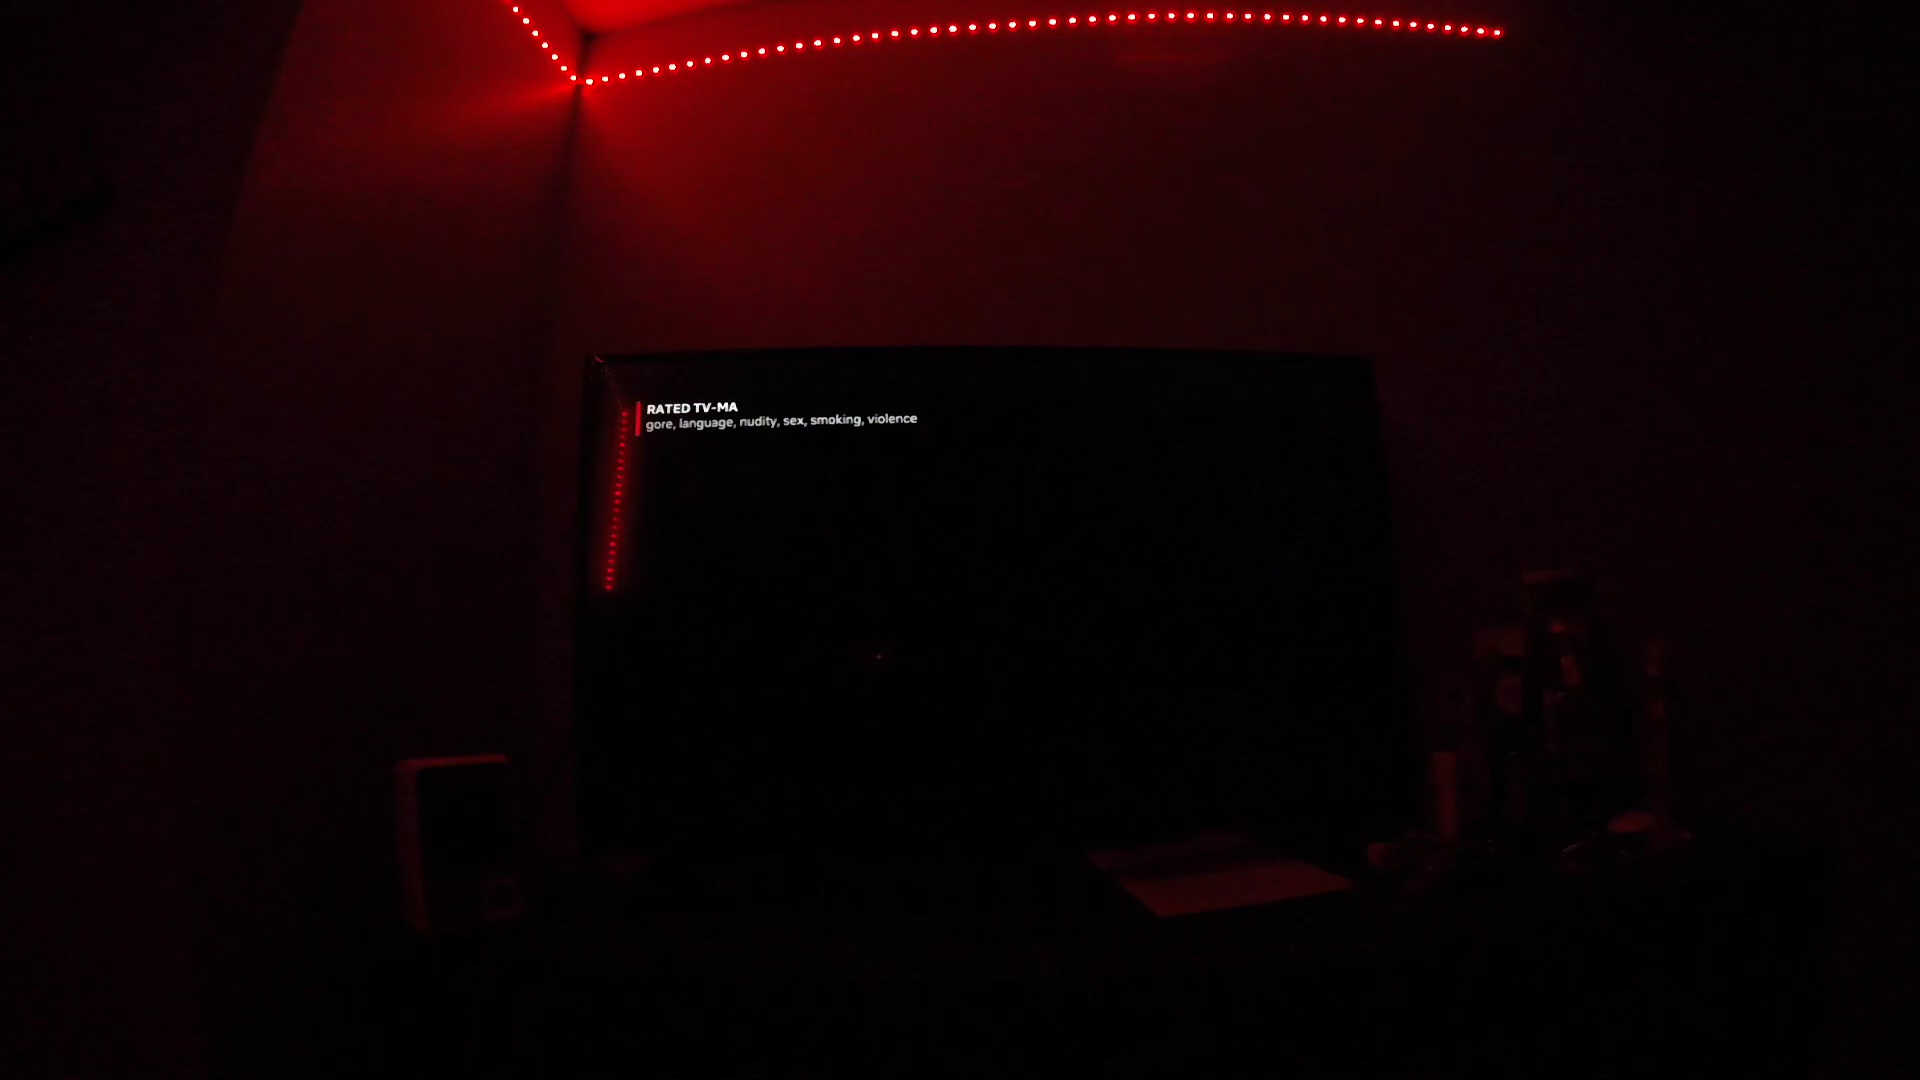 RATED TV-MA
gore, language, nudity, sex, smoking, violence